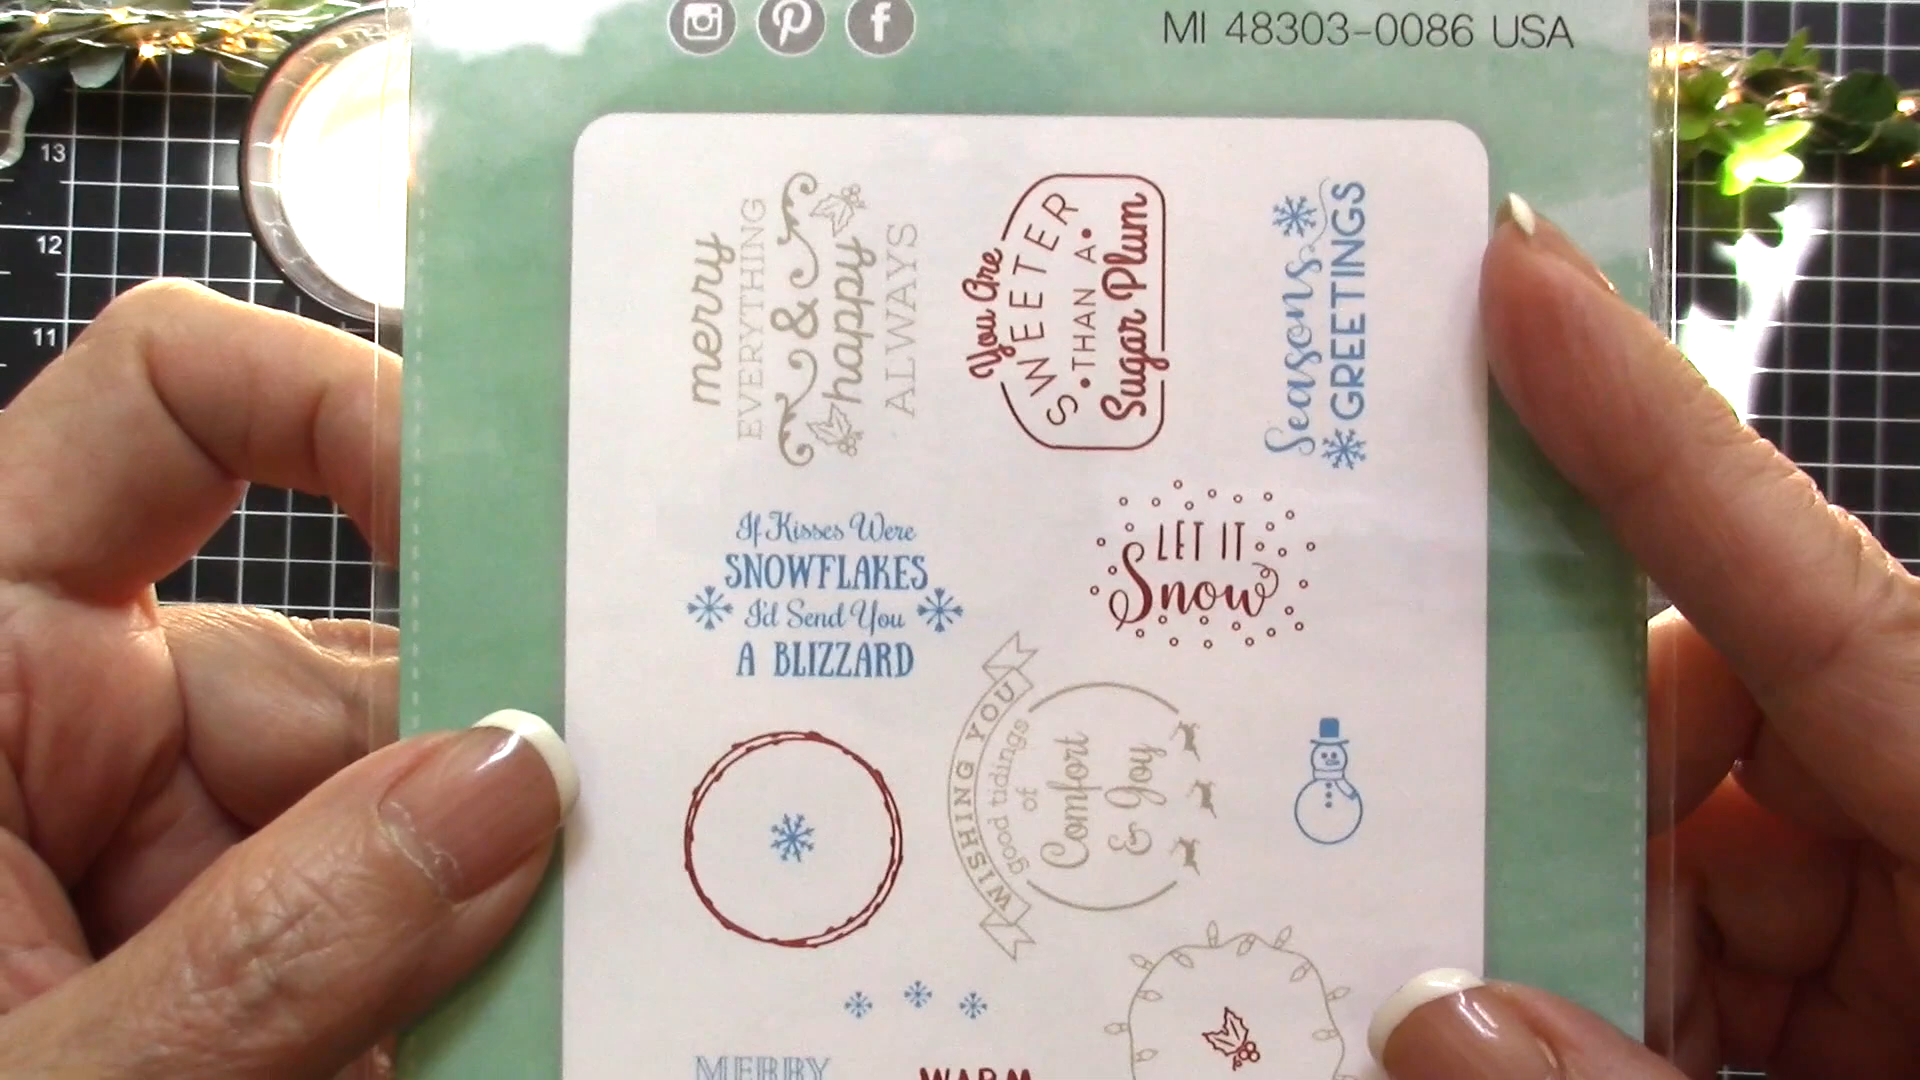 MI 48303-0086 USA
13
12
11
merry
EVERYTHING
&
happy
ALWAYS
You Are
SWEETER
•THAN A•
Sugar Plum
Seasons
GREETINGS
If Kisses Were
SNOWFLAKES
I'd Send You
A BLIZZARD
LET IT
Snow
WISHING YOU
good tidings
of
Comfort
& Joy
MERRY
WARM